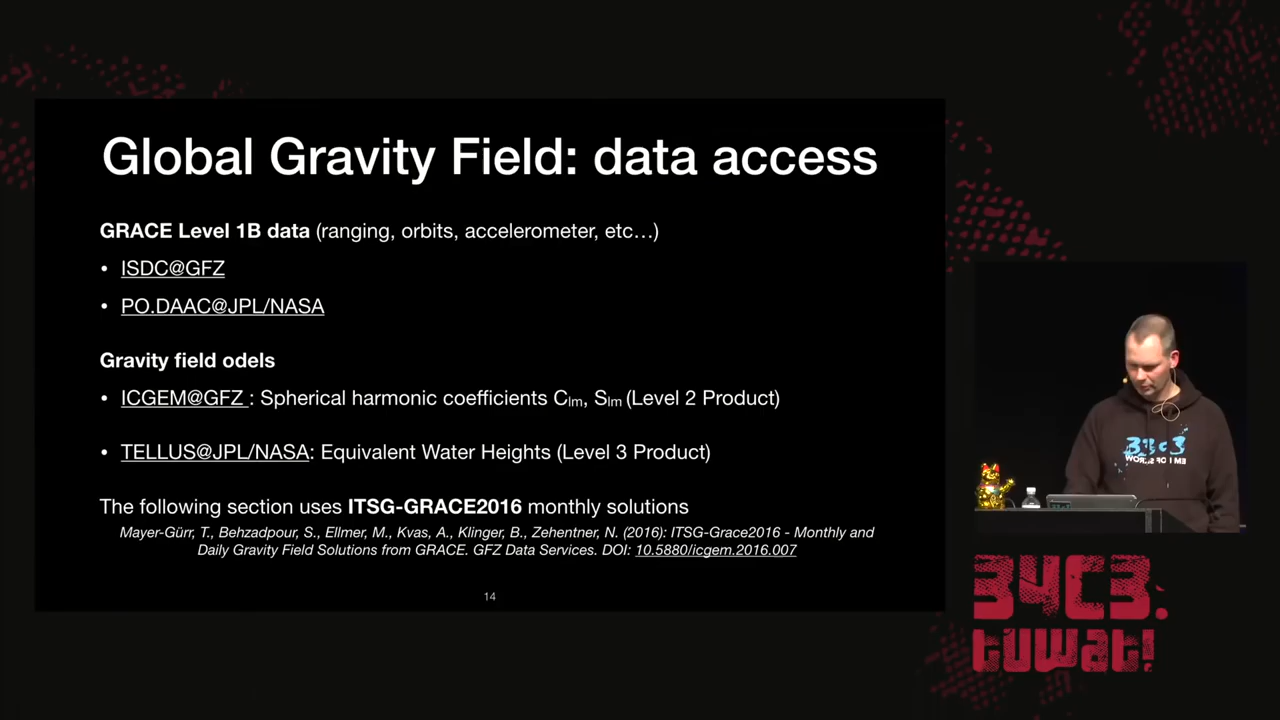 Global Gravity Field: data access
GRACE Level 1B data (ranging, orbits, accelerometer, etc…)
• ISDC@GFZ
• PO.DAAC@JPL/NASA
Gravity field odels
• ICGEM@GFZ : Spherical harmonic coefficients Clm, Slm (Level 2 Product)
• TELLUS@JPL/NASA: Equivalent Water Heights (Level 3 Product)
The following section uses ITSG-GRACE2016 monthly solutions
Mayer-Gürr, T., Behzadpour, S., Ellmer, M., Kvas, A., Klinger, B., Zehentner, N. (2016): ITSG-Grace2016 - Monthly and
Daily Gravity Field Solutions from GRACE. GFZ Data Services. DOI: 10.5880/icgem.2016.007
14
34C3.
tuwat!